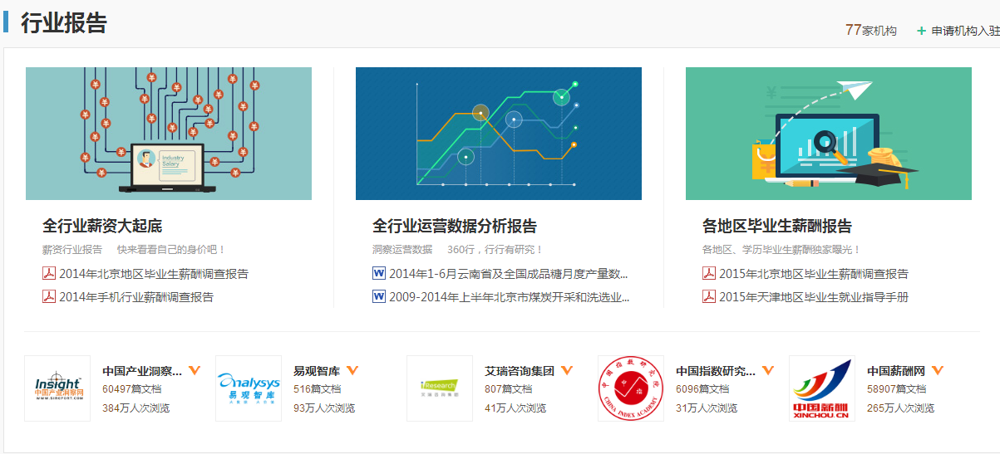 行业报告
77家机构
+ 申请机构入驻
Industry
Salary
全行业薪资大起底
薪资行业报告 快来看看自己的身价吧！
2014年北京地区毕业生薪酬调查报告
2014年手机行业薪酬调查报告
全行业运营数据分析报告
洞察运营数据 360行，行行有研究！
2014年1-6月云南省及全国成品糖月度产量数...
2009-2014年上半年北京市煤炭开采和洗选业...
各地区毕业生薪酬报告
各地区、学历毕业生薪酬独家曝光！
2015年北京地区毕业生薪酬调查报告
2015年天津地区毕业生就业指导手册
Insight
中国产业洞察网
WWW.51REPORT.COM
中国产业洞察...
60497篇文档
384万人次浏览
analysys
易观智库
易观智库
516篇文档
93万人次浏览
iResearch
艾瑞咨询集团
艾瑞咨询集团
807篇文档
41万人次浏览
中国指数研究院
中指
CHINA INDEX ACADEMY
中国指数研究...
6096篇文档
31万人次浏览
中国薪酬
XINCHOU.CN
中国薪酬网
58907篇文档
265万人次浏览